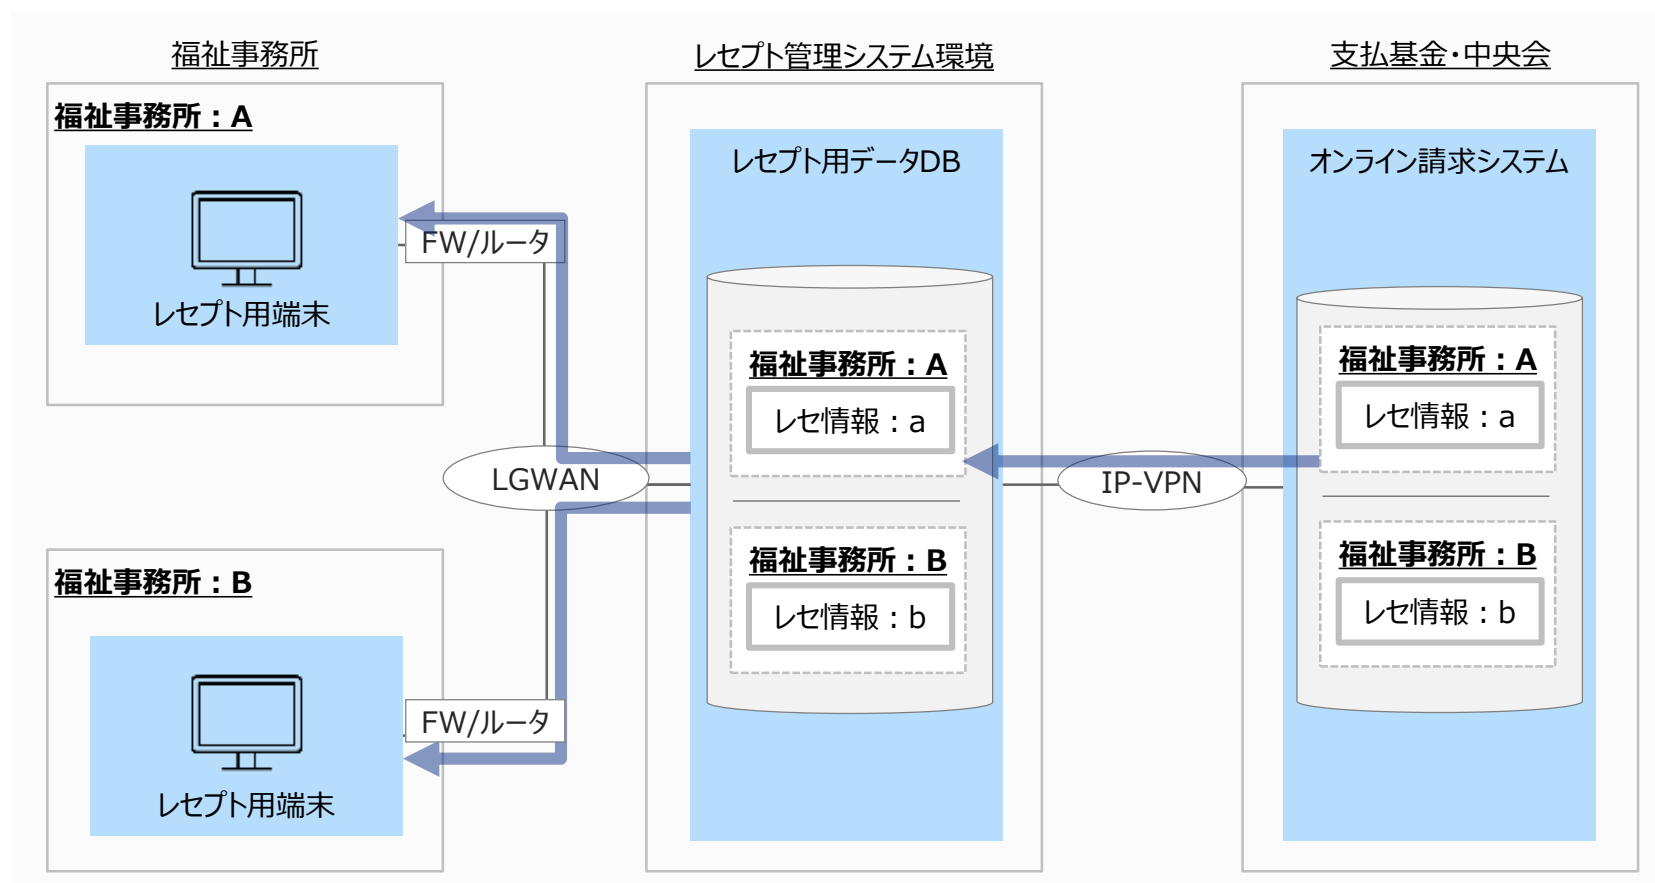 福祉事務所
レセプト管理システム環境
支払基金・中央会
福祉事務所：A
レセプト用端末
FW/ルータ
福祉事務所：B
レセプト用端末
FW/ルータ
LGWAN
レセプト用データDB
福祉事務所：A
レセ情報：a
福祉事務所：B
レセ情報：b
IP-VPN
オンライン請求システム
福祉事務所：A
レセ情報：a
福祉事務所：B
レセ情報：b